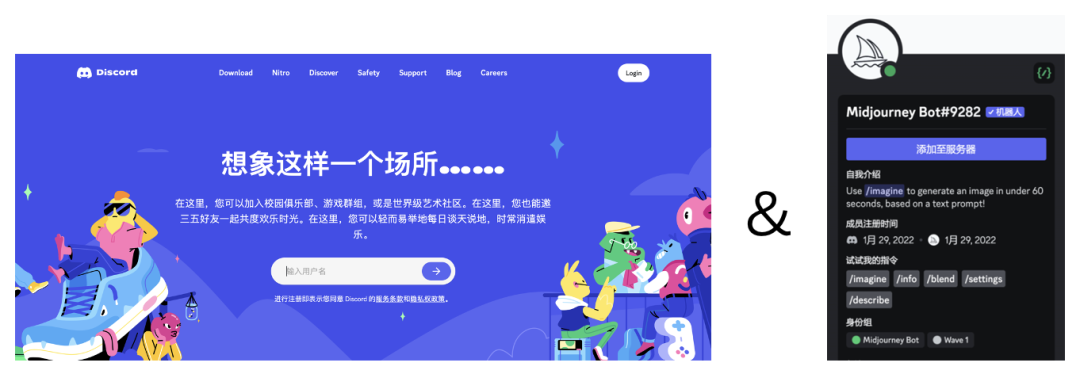 Discord
Download Nitro Discover Safety Support Blog Careers
Login
想象这样一个场所……
在这里，您可以加入校园俱乐部、游戏群组，或是世界级艺术社区。在这里，您也能邀
三五好友一起共度欢乐时光。在这里，您可以轻而易举地每日谈天说地，时常消遣娱
乐。
输入用户名
进行注册即表示您同意 Discord 的服务条款和隐私权政策。
&
{/}
Midjourney Bot#9282 ✓机器人
添加至服务器
自我介绍
Use /imagine to generate an image in under 60
seconds, based on a text prompt!
成员注册时间
1月 29, 2022 • 1月 29, 2022
试试我的指令
/imagine /info /blend /settings
/describe
身份组
Midjourney Bot Wave 1